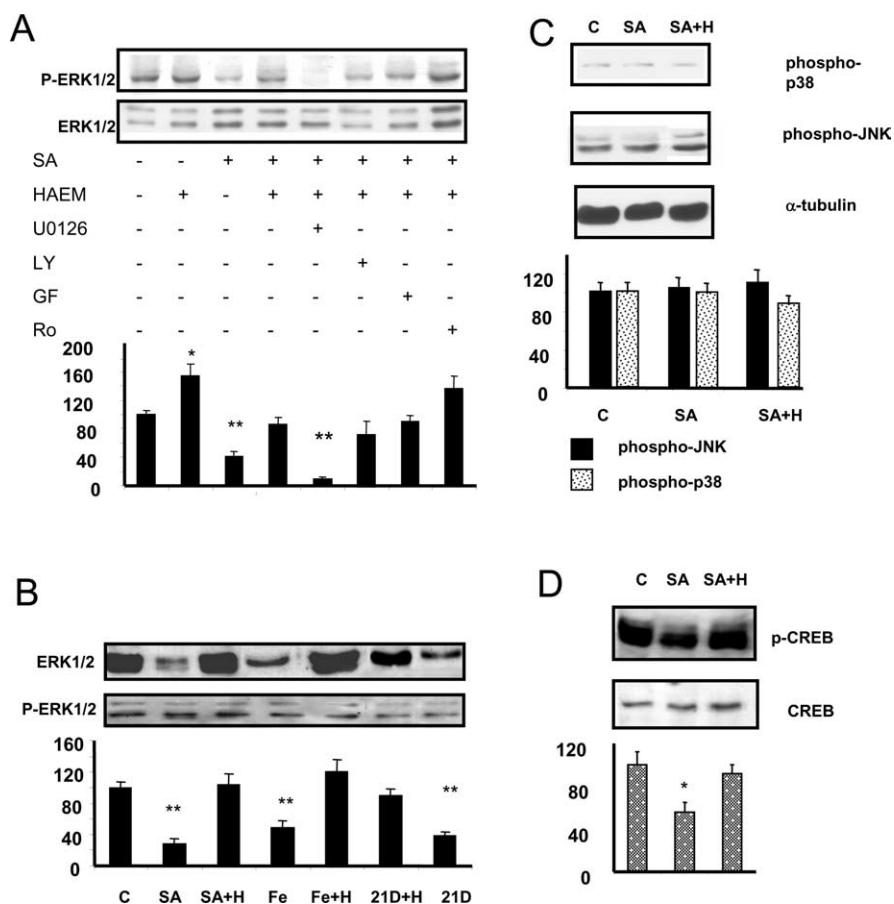 A
P-ERK1/2
ERK1/2
SA - - + + + + + +
HAEM - + - + + + + +
U0126 - - - - + - - -
LY - - - - - + - -
GF - - - - - - + -
Ro - - - - - - - +
200
160
120
80
40
0
*
**
**
B
ERK1/2
P-ERK1/2
160
120
80
40
0
**
**
**
C SA SA+H Fe Fe+H 21D+H 21D
C
C SA SA+H
phospho-
p38
phospho-JNK
α-tubulin
120
80
40
0
C SA SA+H
phospho-JNK
phospho-p38
D
C SA SA+H
p-CREB
CREB
120
80
40
0
*